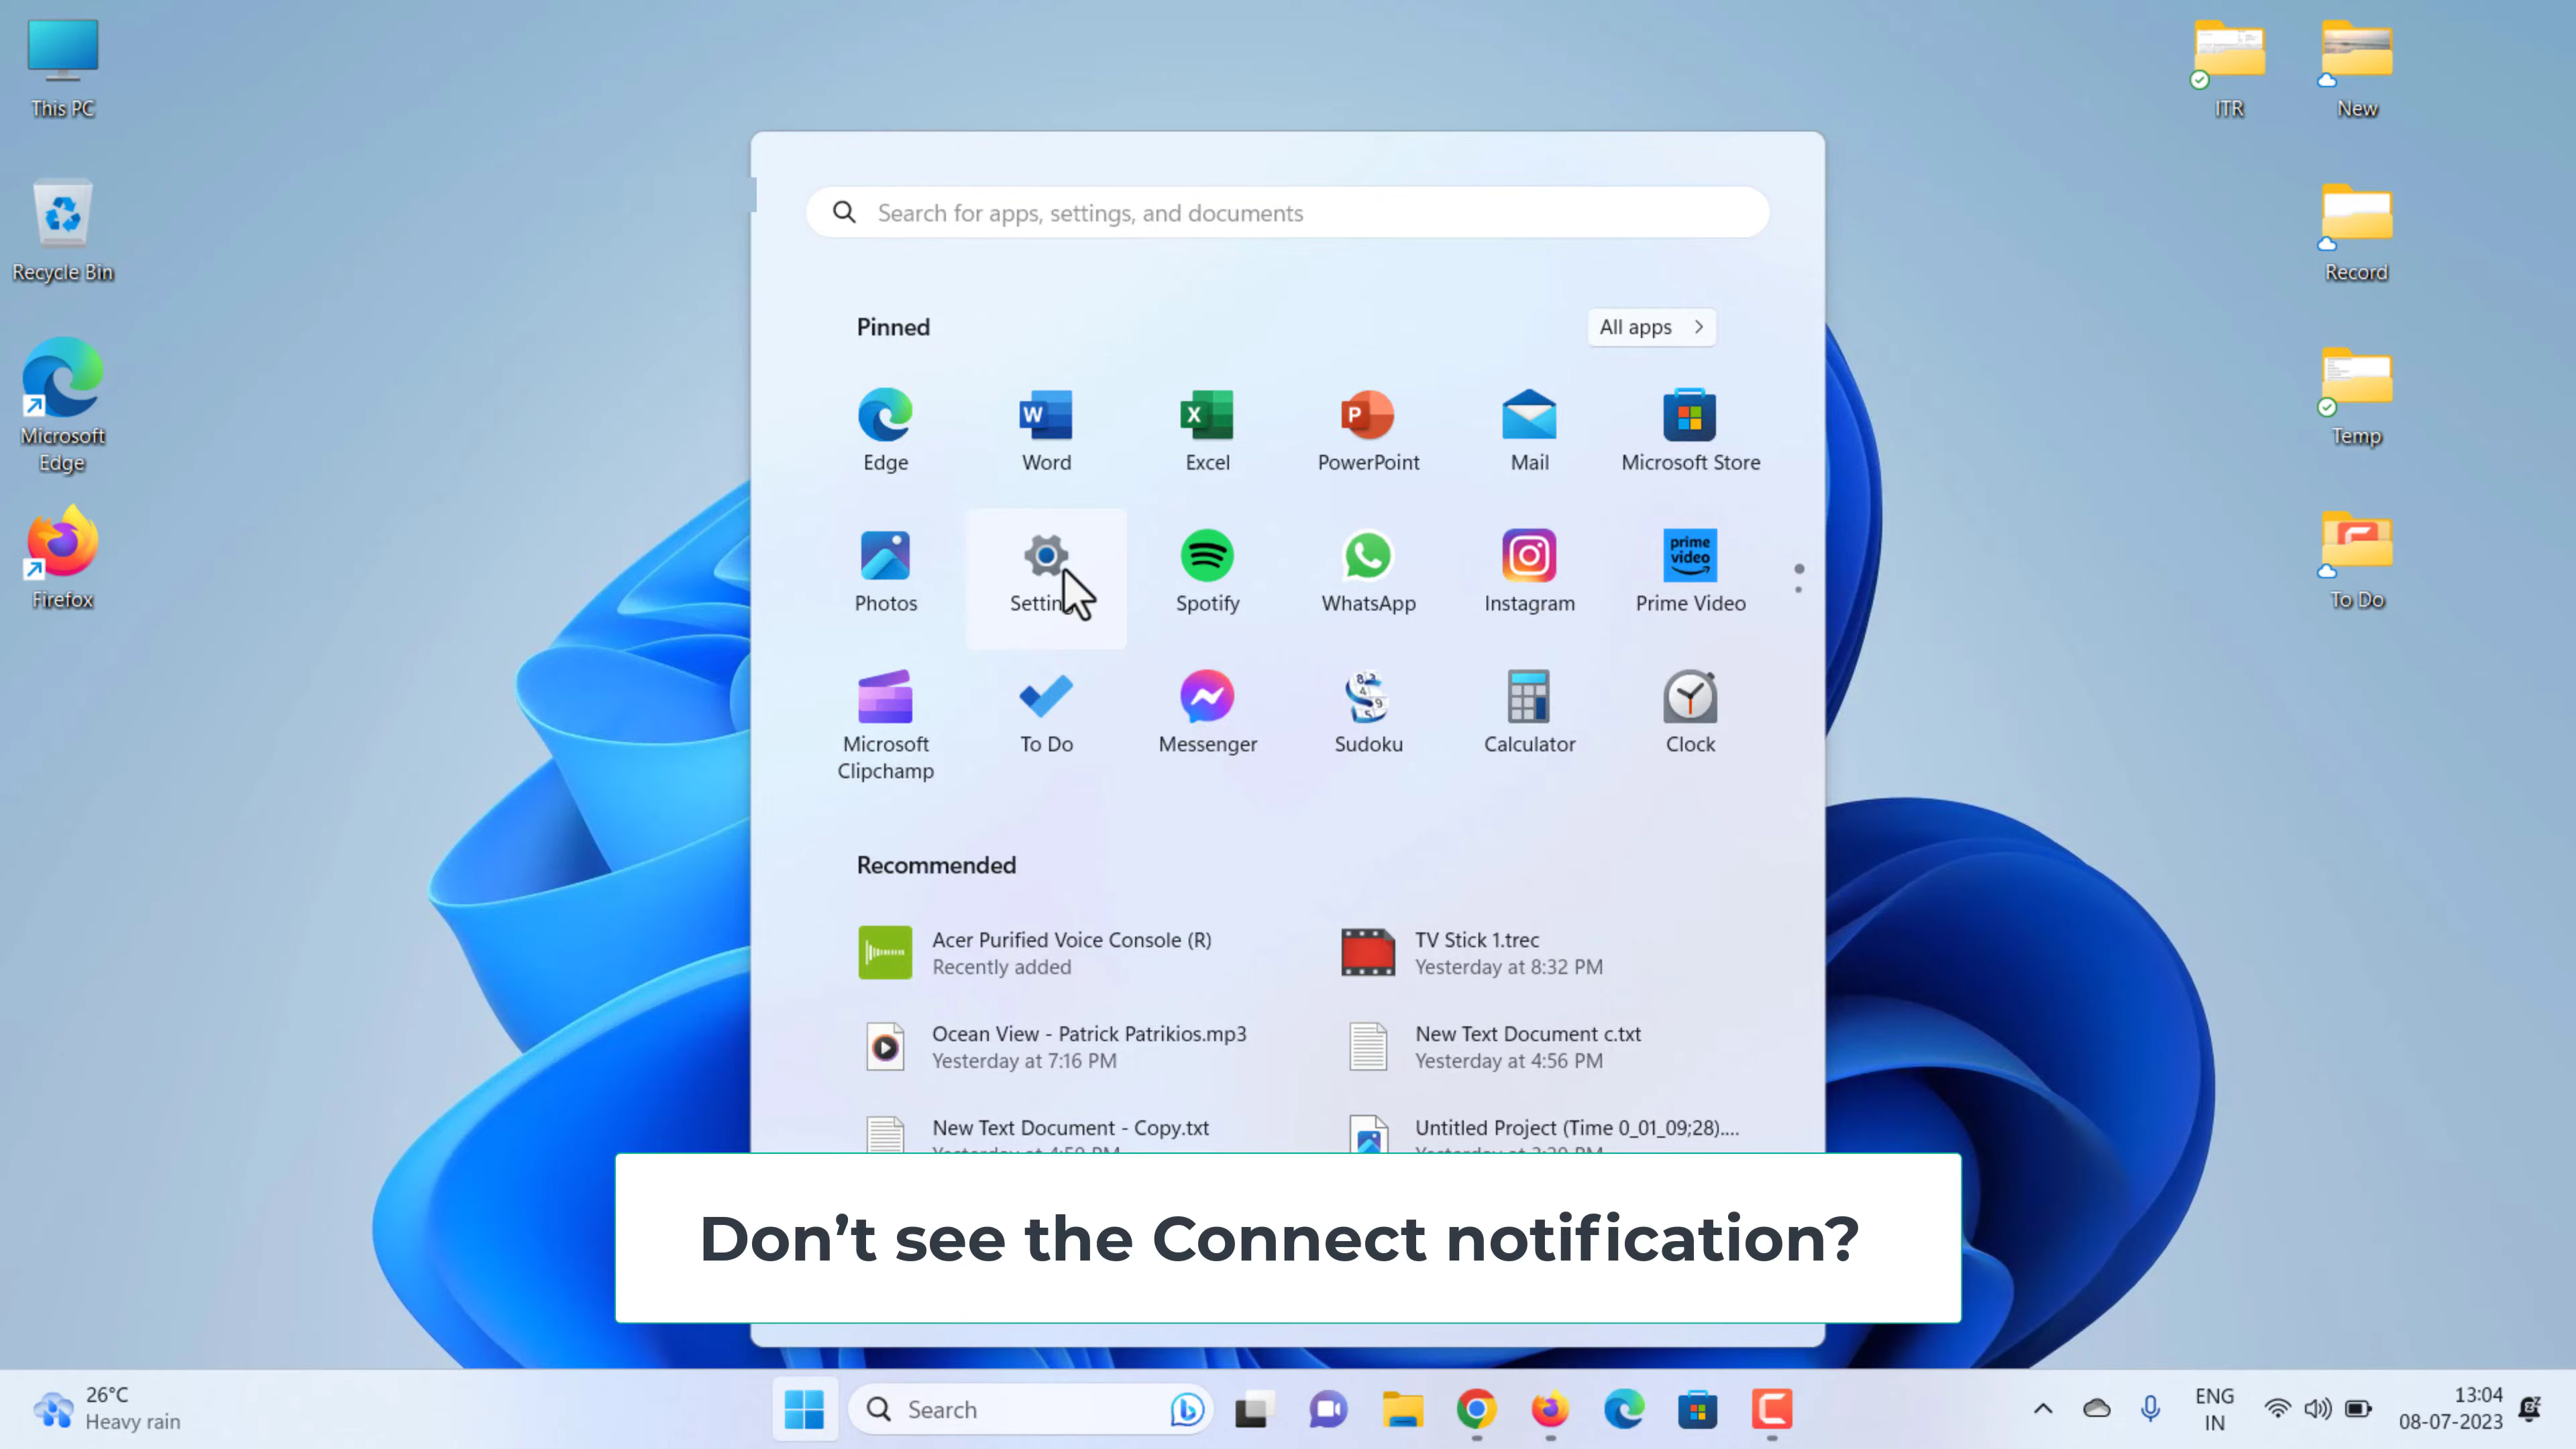 This PC
Recycle Bin
Microsoft
Edge
Firefox
ITR
New
Record
Temp
To Do
Search for apps, settings, and documents
Pinned
All apps
Edge
Word
Excel
PowerPoint
Mail
Microsoft Store
Photos
Spotify
WhatsApp
Instagram
prime
video
Prime Video
Microsoft
Clipchamp
To Do
Messenger
Sudoku
Calculator
Clock
Recommended
Acer Purified Voice Console (R)
Recently added
TV Stick 1.trec
Yesterday at 8:32 PM
Ocean View - Patrick Patrikios.mp3
Yesterday at 7:16 PM
New Text Document c.txt
Yesterday at 4:56 PM
New Text Document - Copy.txt
Untitled Project (Time 0_01_09;28)....
Don't see the Connect notification?
26°C
Heavy rain
Search
ENG
IN
13:04
08-07-2023